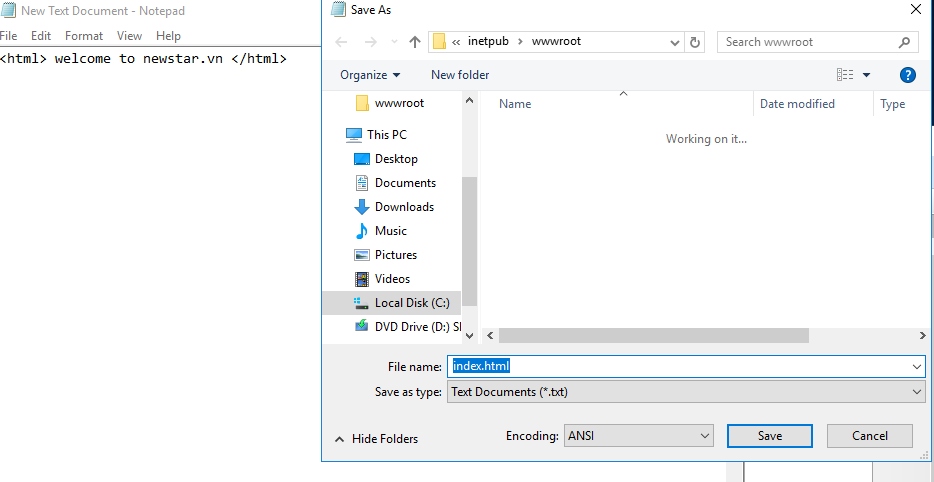 New Text Document - Notepad
File Edit Format View Help
<html> welcome to newstar.vn </html>
Save As
« inetpub › wwwroot
Search wwwroot
Organize
New folder
wwwroot
This PC
Desktop
Documents
Downloads
Music
Pictures
Videos
Local Disk (C:)
DVD Drive (D:) SI
Name
Date modified
Type
Working on it...
File name: index.html
Save as type: Text Documents (*.txt)
Hide Folders
Encoding: ANSI
Save
Cancel